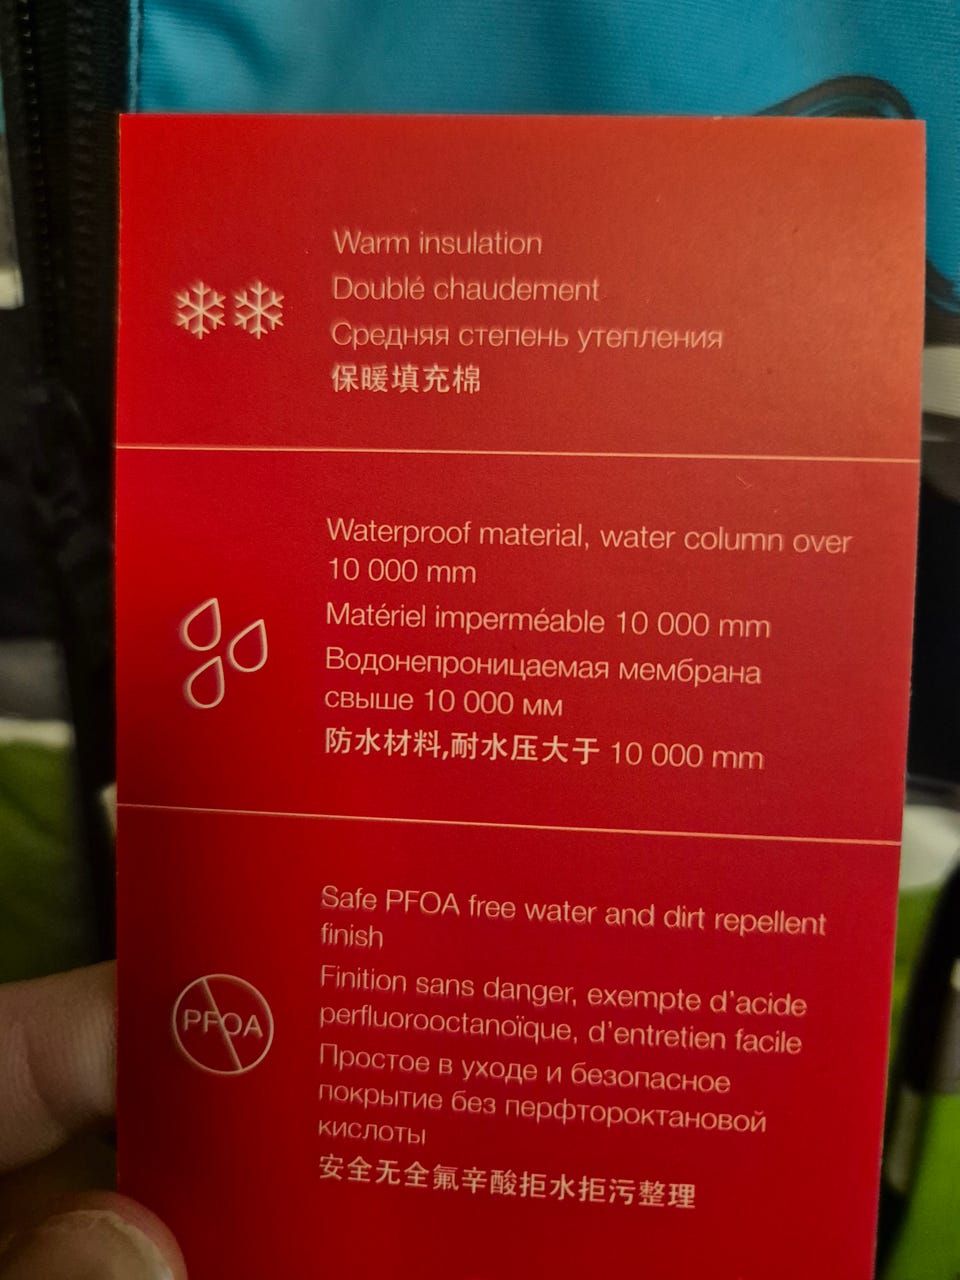 Warm insulation
Doublé chaudement
Средняя степень утепления
保暖填充棉
Waterproof material, water column over
10 000 mm
Matériel imperméable 10 000 mm
Водонепроницаемая мембрана
свыше 10 000 мм
防水材料,耐水压大于 10 000 mm
Safe PFOA free water and dirt repellent
finish
PFOA
Finition sans danger, exempte d'acide
perfluorooctanoïque, d'entretien facile
Простое в уходе и безопасное
покрытие без перфтороктановой
кислоты
安全无全氟辛酸拒水拒污整理